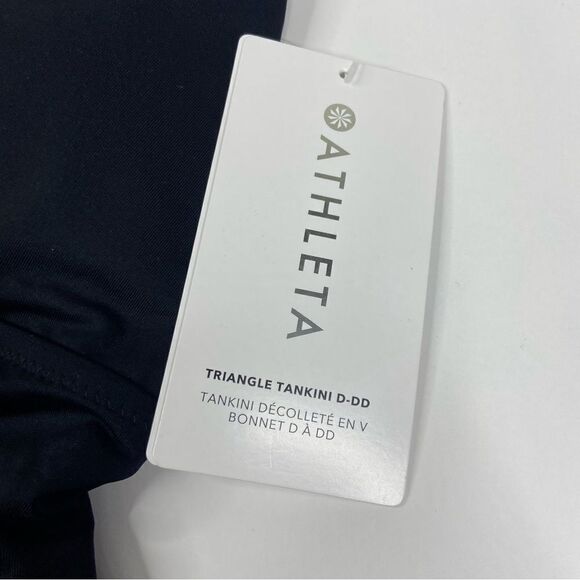 ATHLETA
TRIANGLE TANKINI D-DD
TANKINI DÉCOLLETÉ EN V
BONNET D À DD